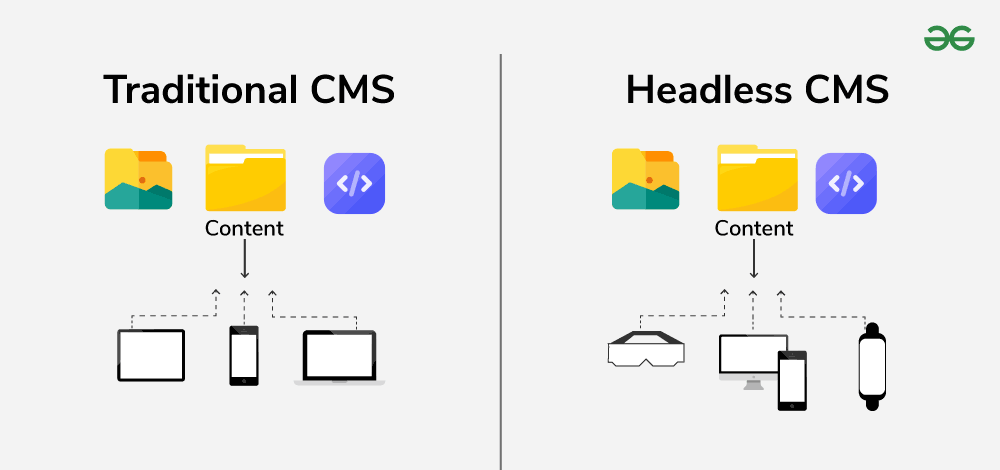 Traditional CMS
Content
Headless CMS
Content